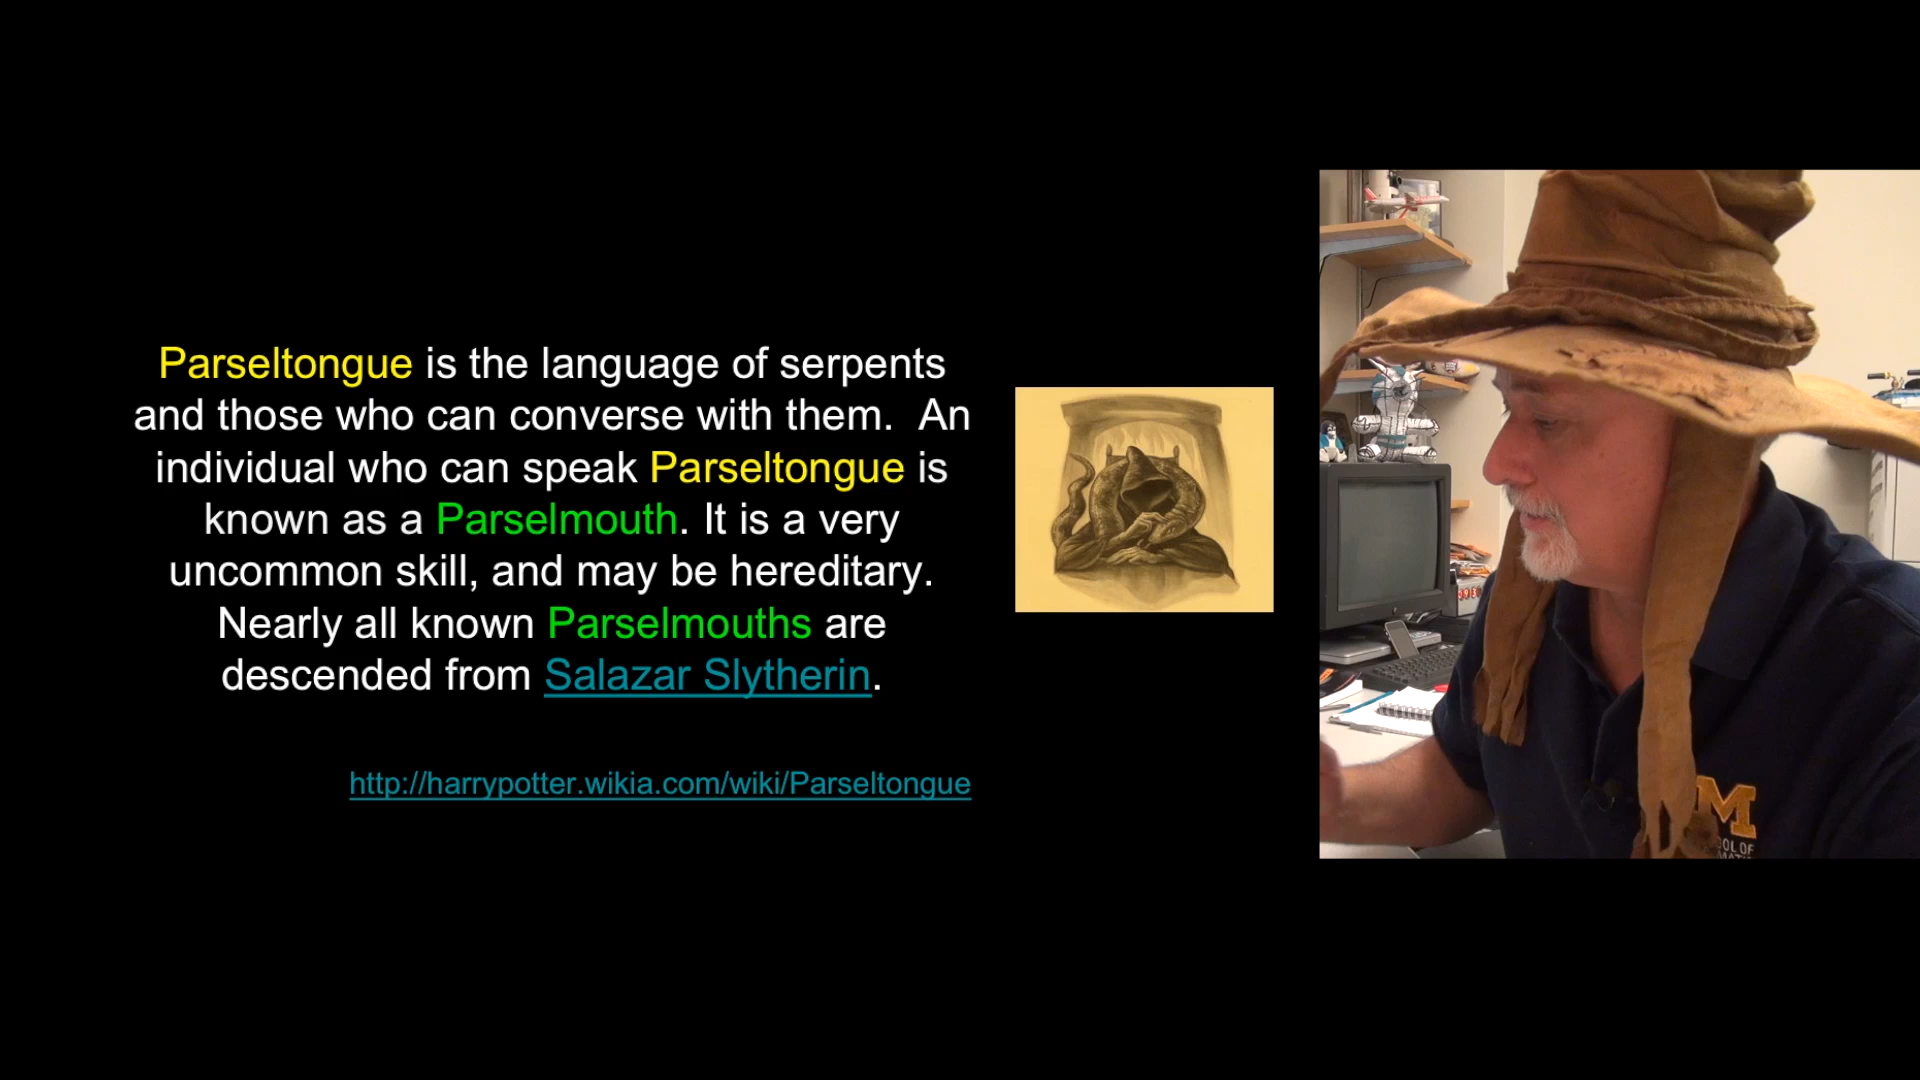 Parseltongue is the language of serpents
and those who can converse with them.  An
individual who can speak Parseltongue is
known as a Parselmouth. It is a very
uncommon skill, and may be hereditary.
Nearly all known Parselmouths are
descended from Salazar Slytherin.
http://harrypotter.wikia.com/wiki/Parseltongue
M
OOL OF